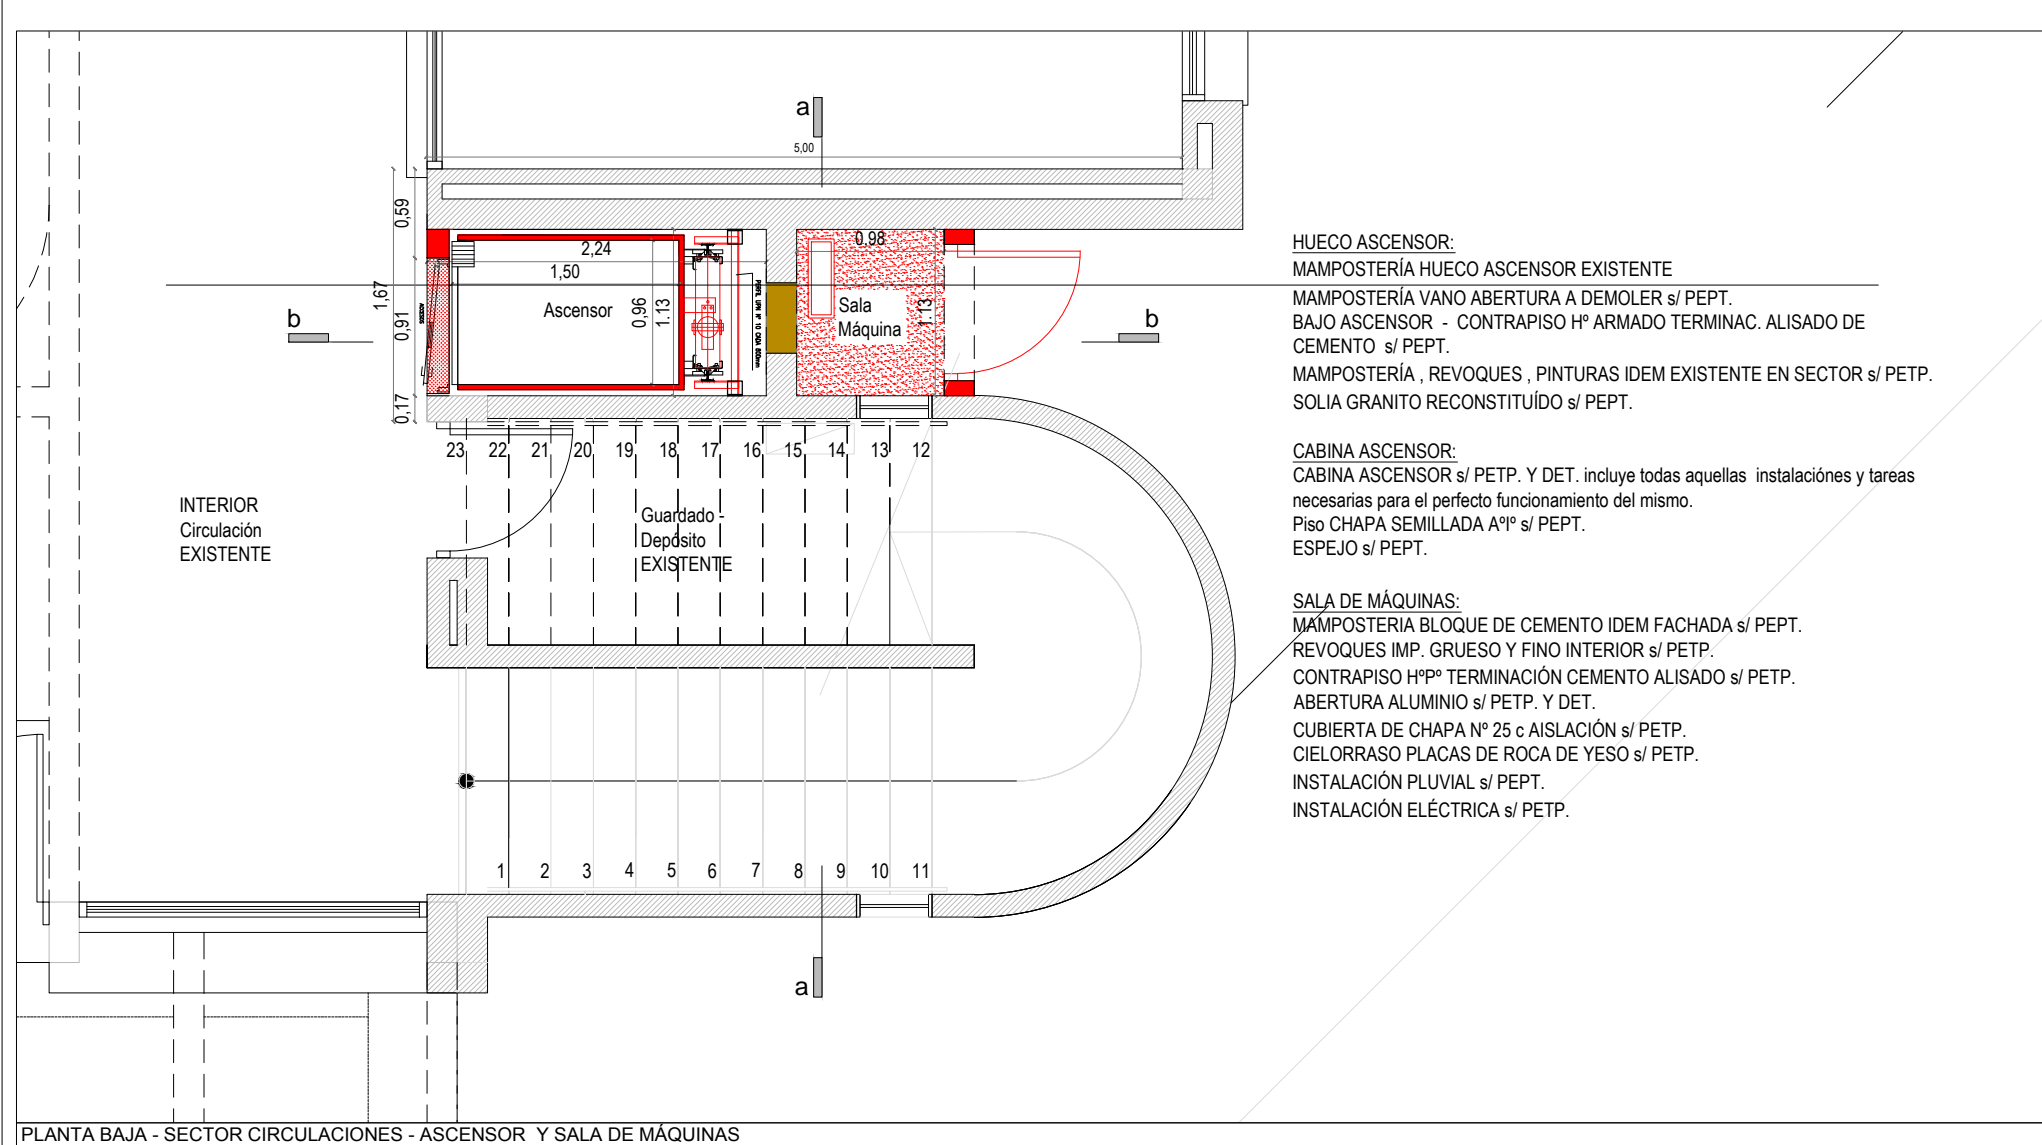 a
5,00
0,59
1,67
0,91
0,17
2,24
1,50
Ascensor
0,96
1.13
ACCESO
PERFIL UPN Nº 10 CADA 800mm
0.98
Sala
Máquina
1.13
b
b
23 22 21 20 19 18 17 16 15 14 13 12
INTERIOR
Circulación
EXISTENTE
Guardado -
Depósito
EXISTENTE
1 2 3 4 5 6 7 8 9 10 11
a
HUECO ASCENSOR:
MAMPOSTERÍA HUECO ASCENSOR EXISTENTE
MAMPOSTERÍA VANO ABERTURA A DEMOLER s/ PEPT.
BAJO ASCENSOR - CONTRAPISO Hº ARMADO TERMINAC. ALISADO DE
CEMENTO s/ PEPT.
MAMPOSTERÍA , REVOQUES , PINTURAS IDEM EXISTENTE EN SECTOR s/ PETP.
SOLIA GRANITO RECONSTITUÍDO s/ PEPT.
CABINA ASCENSOR:
CABINA ASCENSOR s/ PETP. Y DET. incluye todas aquellas instalaciónes y tareas
necesarias para el perfecto funcionamiento del mismo.
Piso CHAPA SEMILLADA AºIº s/ PEPT.
ESPEJO s/ PEPT.
SALA DE MÁQUINAS:
MAMPOSTERIA BLOQUE DE CEMENTO IDEM FACHADA s/ PEPT.
REVOQUES IMP. GRUESO Y FINO INTERIOR s/ PETP.
CONTRAPISO HºPº TERMINACIÓN CEMENTO ALISADO s/ PETP.
ABERTURA ALUMINIO s/ PETP. Y DET.
CUBIERTA DE CHAPA Nº 25 c AISLACIÓN s/ PETP.
CIELORRASO PLACAS DE ROCA DE YESO s/ PETP.
INSTALACIÓN PLUVIAL s/ PEPT.
INSTALACIÓN ELÉCTRICA s/ PETP.
PLANTA BAJA - SECTOR CIRCULACIONES - ASCENSOR Y SALA DE MÁQUINAS